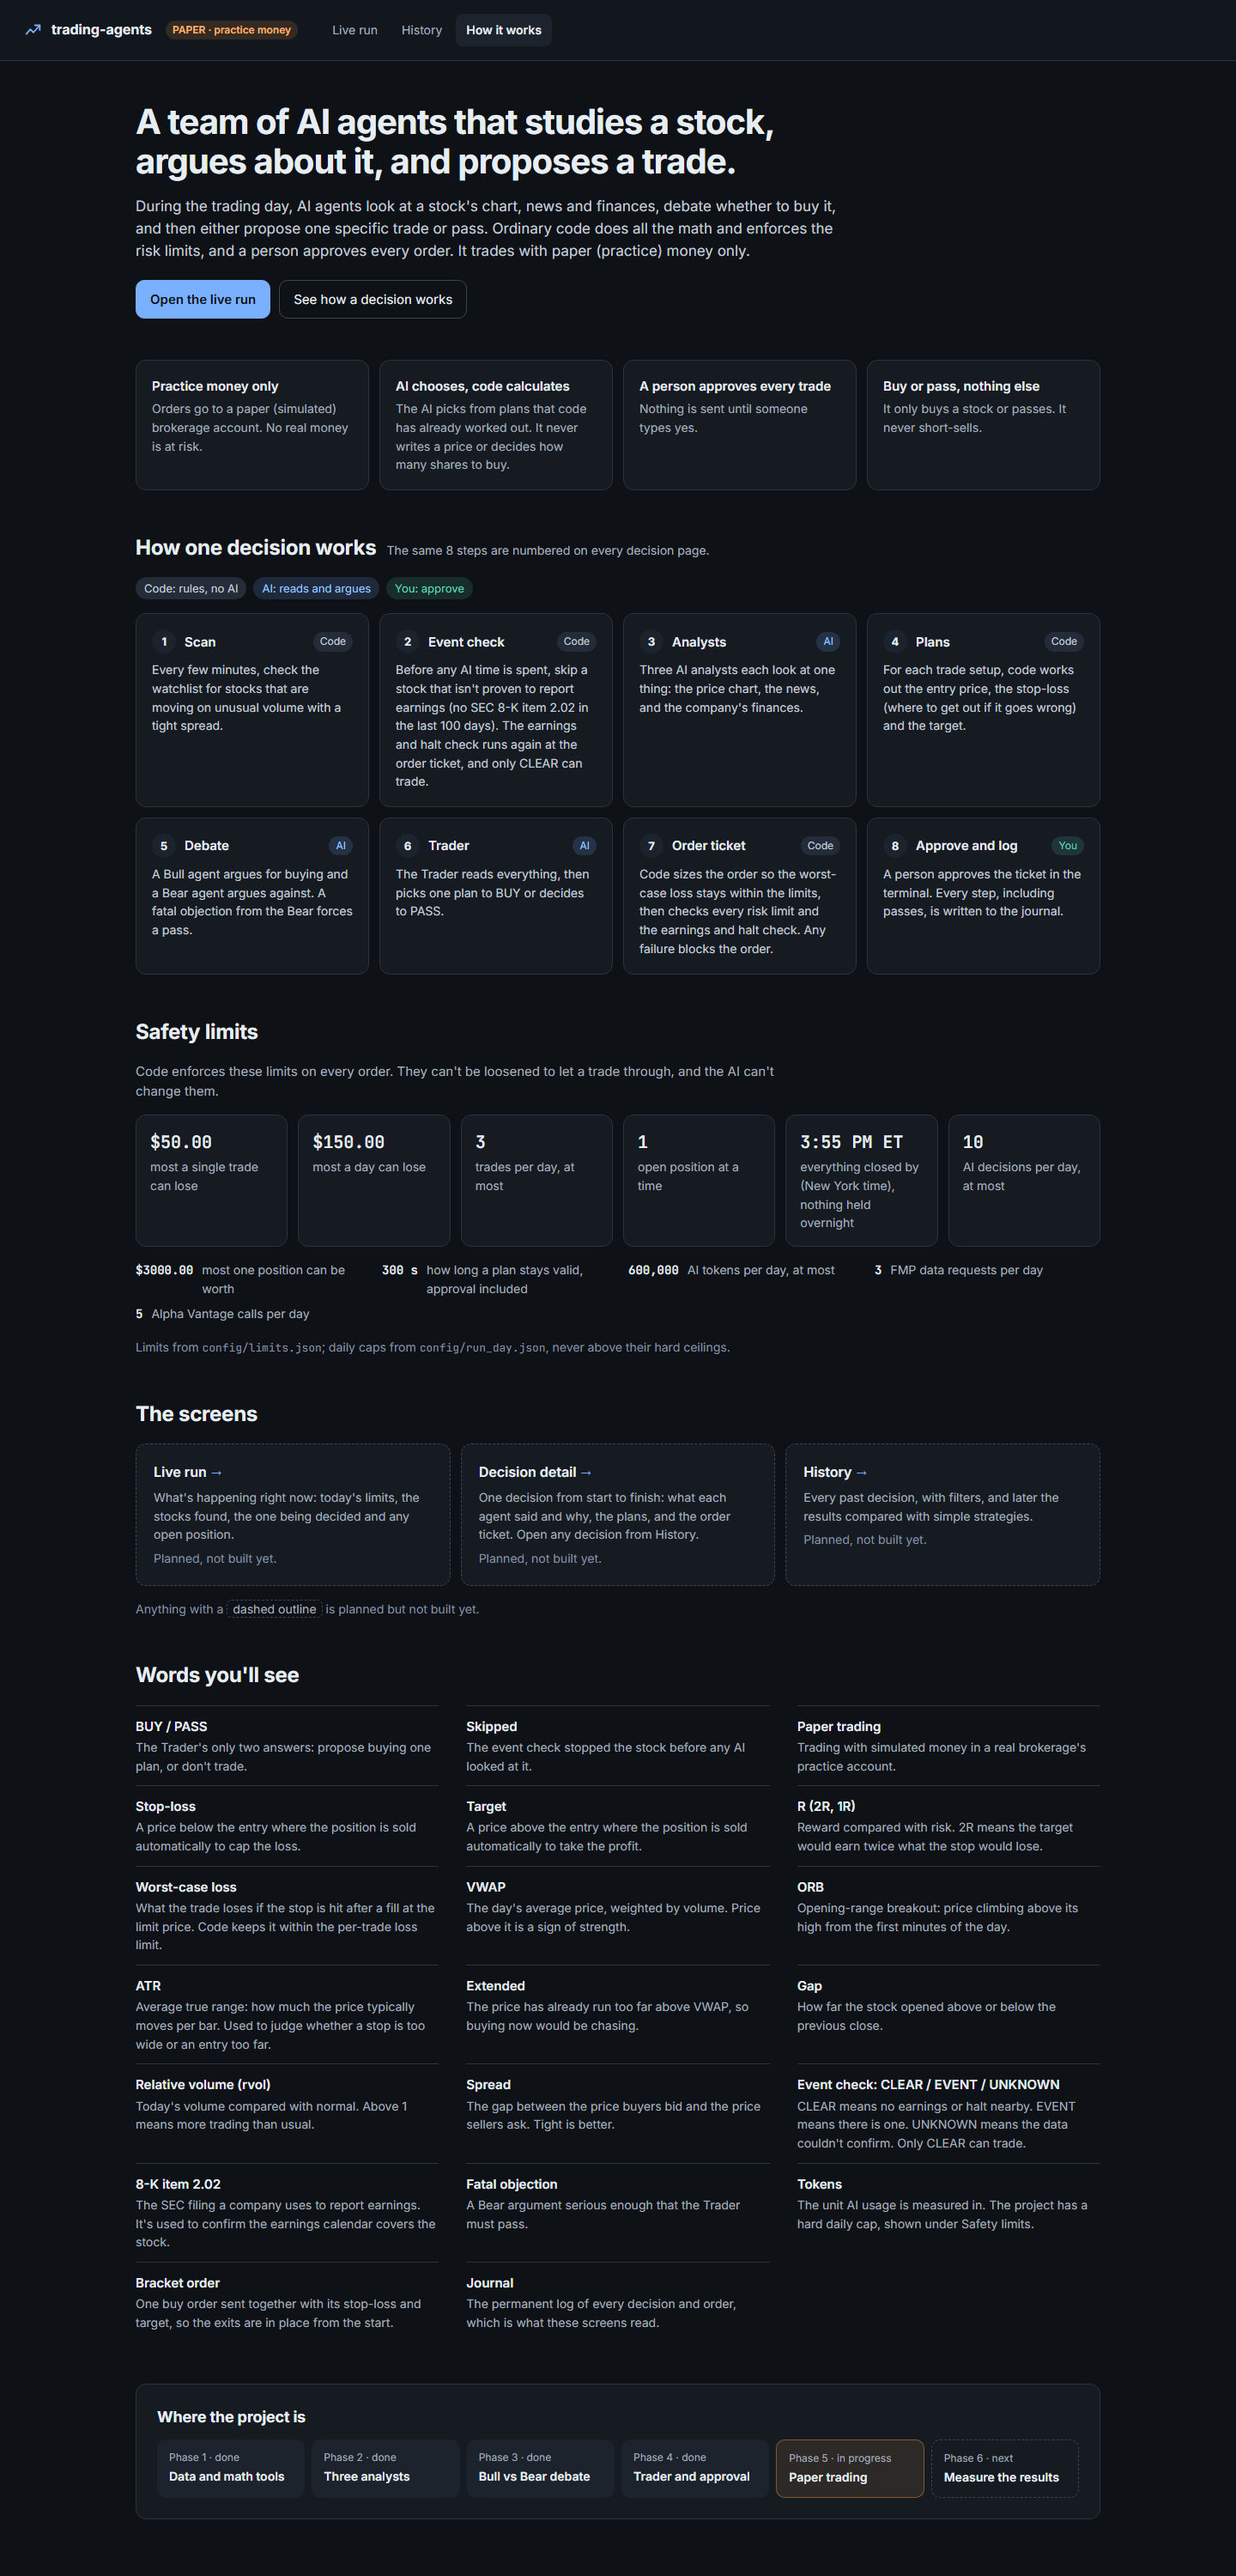 trading-agents
PAPER · practice money
Live run
History
How it works
A team of AI agents that studies a stock,
argues about it, and proposes a trade.
During the trading day, AI agents look at a stock's chart, news and finances, debate whether to buy it,
and then either propose one specific trade or pass. Ordinary code does all the math and enforces the
risk limits, and a person approves every order. It trades with paper (practice) money only.
Open the live run
See how a decision works
Practice money only
Orders go to a paper (simulated)
brokerage account. No real money
is at risk.
AI chooses, code calculates
The AI picks from plans that code
has already worked out. It never
writes a price or decides how
many shares to buy.
A person approves every trade
Nothing is sent until someone
types yes.
Buy or pass, nothing else
It only buys a stock or passes. It
never short-sells.
How one decision works
The same 8 steps are numbered on every decision page.
Code: rules, no AI
AI: reads and argues
You: approve
1 Scan Code
Every few minutes, check the
watchlist for stocks that are
moving on unusual volume with a
tight spread.
2 Event check Code
Before any AI time is spent, skip a
stock that isn't proven to report
earnings (no SEC 8-K item 2.02 in
the last 100 days). The earnings
and halt check runs again at the
order ticket, and only CLEAR can
trade.
3 Analysts AI
Three AI analysts each look at one
thing: the price chart, the news,
and the company's finances.
4 Plans Code
For each trade setup, code works
out the entry price, the stop-loss
(where to get out if it goes wrong)
and the target.
5 Debate AI
A Bull agent argues for buying and
a Bear agent argues against. A
fatal objection from the Bear forces
a pass.
6 Trader AI
The Trader reads everything, then
picks one plan to BUY or decides
to PASS.
7 Order ticket Code
Code sizes the order so the worst-
case loss stays within the limits,
then checks every risk limit and
the earnings and halt check. Any
failure blocks the order.
8 Approve and log You
A person approves the ticket in the
terminal. Every step, including
passes, is written to the journal.
Safety limits
Code enforces these limits on every order. They can't be loosened to let a trade through, and the AI can't
change them.
$50.00
most a single trade
can lose
$150.00
most a day can lose
3
trades per day, at
most
1
open position at a
time
3:55 PM ET
everything closed by
(New York time),
nothing held
overnight
10
AI decisions per day,
at most
$3000.00 most one position can be
worth
300 s how long a plan stays valid,
approval included
600,000 AI tokens per day, at most
3 FMP data requests per day
5 Alpha Vantage calls per day
Limits from config/limits.json; daily caps from config/run_day.json, never above their hard ceilings.
The screens
Live run →
What's happening right now: today's limits, the
stocks found, the one being decided and any
open position.
Planned, not built yet.
Decision detail →
One decision from start to finish: what each
agent said and why, the plans, and the order
ticket. Open any decision from History.
Planned, not built yet.
History →
Every past decision, with filters, and later the
results compared with simple strategies.
Planned, not built yet.
Anything with a dashed outline is planned but not built yet.
Words you'll see
BUY / PASS
The Trader's only two answers: propose buying one
plan, or don't trade.
Skipped
The event check stopped the stock before any AI
looked at it.
Paper trading
Trading with simulated money in a real brokerage's
practice account.
Stop-loss
A price below the entry where the position is sold
automatically to cap the loss.
Target
A price above the entry where the position is sold
automatically to take the profit.
R (2R, 1R)
Reward compared with risk. 2R means the target
would earn twice what the stop would lose.
Worst-case loss
What the trade loses if the stop is hit after a fill at the
limit price. Code keeps it within the per-trade loss
limit.
VWAP
The day's average price, weighted by volume. Price
above it is a sign of strength.
ORB
Opening-range breakout: price climbing above its
high from the first minutes of the day.
ATR
Average true range: how much the price typically
moves per bar. Used to judge whether a stop is too
wide or an entry too far.
Extended
The price has already run too far above VWAP, so
buying now would be chasing.
Gap
How far the stock opened above or below the
previous close.
Relative volume (rvol)
Today's volume compared with normal. Above 1
means more trading than usual.
Spread
The gap between the price buyers bid and the price
sellers ask. Tight is better.
Event check: CLEAR / EVENT / UNKNOWN
CLEAR means no earnings or halt nearby. EVENT
means there is one. UNKNOWN means the data
couldn't confirm. Only CLEAR can trade.
8-K item 2.02
The SEC filing a company uses to report earnings.
It's used to confirm the earnings calendar covers the
stock.
Fatal objection
A Bear argument serious enough that the Trader
must pass.
Tokens
The unit AI usage is measured in. The project has a
hard daily cap, shown under Safety limits.
Bracket order
One buy order sent together with its stop-loss and
target, so the exits are in place from the start.
Journal
The permanent log of every decision and order,
which is what these screens read.
Where the project is
Phase 1 · done
Data and math tools
Phase 2 · done
Three analysts
Phase 3 · done
Bull vs Bear debate
Phase 4 · done
Trader and approval
Phase 5 · in progress
Paper trading
Phase 6 · next
Measure the results